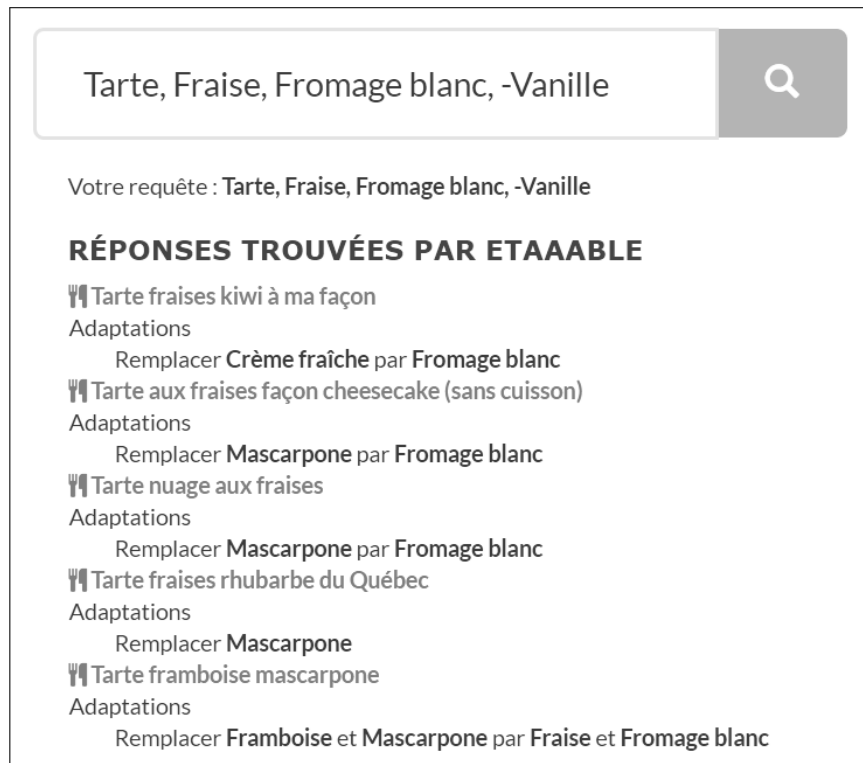 Tarte, Fraise, Fromage blanc, -Vanille
Votre requête : Tarte, Fraise, Fromage blanc, -Vanille
RÉPONSES TROUVÉES PAR ETAAABLE
Tarte fraises kiwi à ma façon
Adaptations
Remplacer Crème fraîche par Fromage blanc
Tarte aux fraises façon cheesecake (sans cuisson)
Adaptations
Remplacer Mascarpone par Fromage blanc
Tarte nuage aux fraises
Adaptations
Remplacer Mascarpone par Fromage blanc
Tarte fraises rhubarbe du Québec
Adaptations
Remplacer Mascarpone
Tarte framboise mascarpone
Adaptations
Remplacer Framboise et Mascarpone par Fraise et Fromage blanc